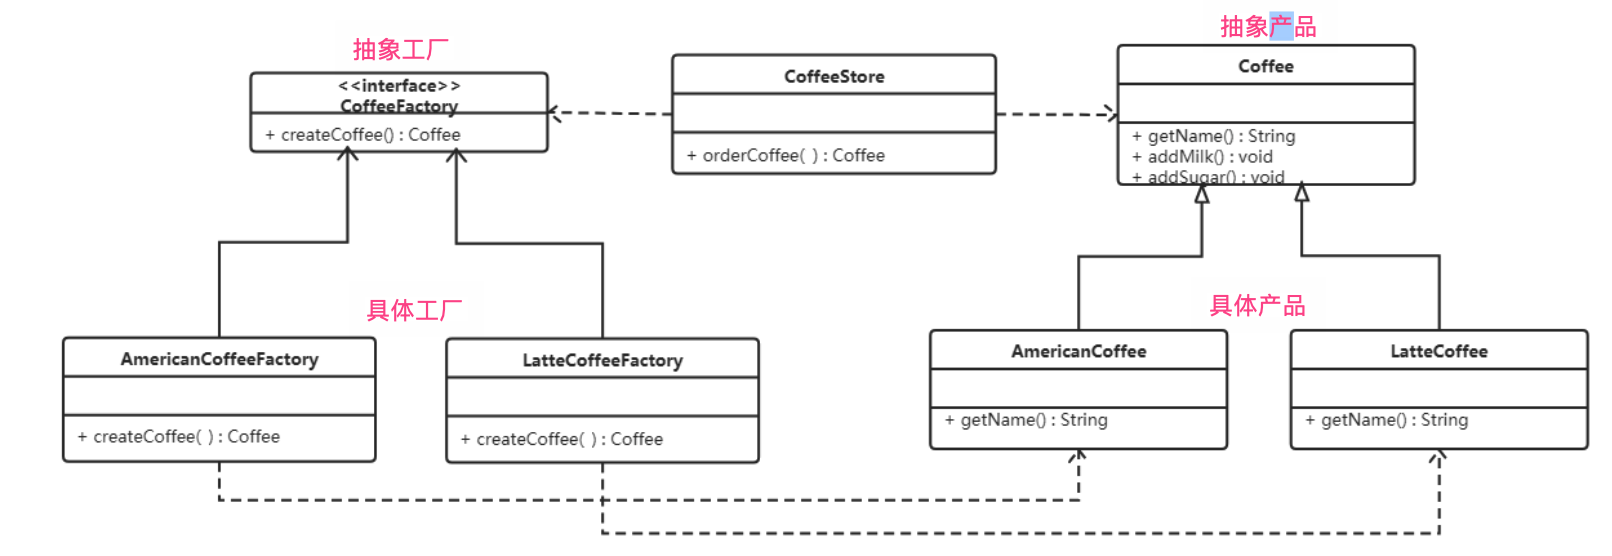 抽象工厂
<<interface>>
CoffeeFactory
+ createCoffee() : Coffee
CoffeeStore
+ orderCoffee( ) : Coffee
抽象产品
Coffee
+ getName() : String
+ addMilk() : void
+ addSugar() : void
具体工厂
AmericanCoffeeFactory
+ createCoffee( ) : Coffee
LatteCoffeeFactory
+ createCoffee( ) : Coffee
具体产品
AmericanCoffee
+ getName() : String
LatteCoffee
+ getName() : String